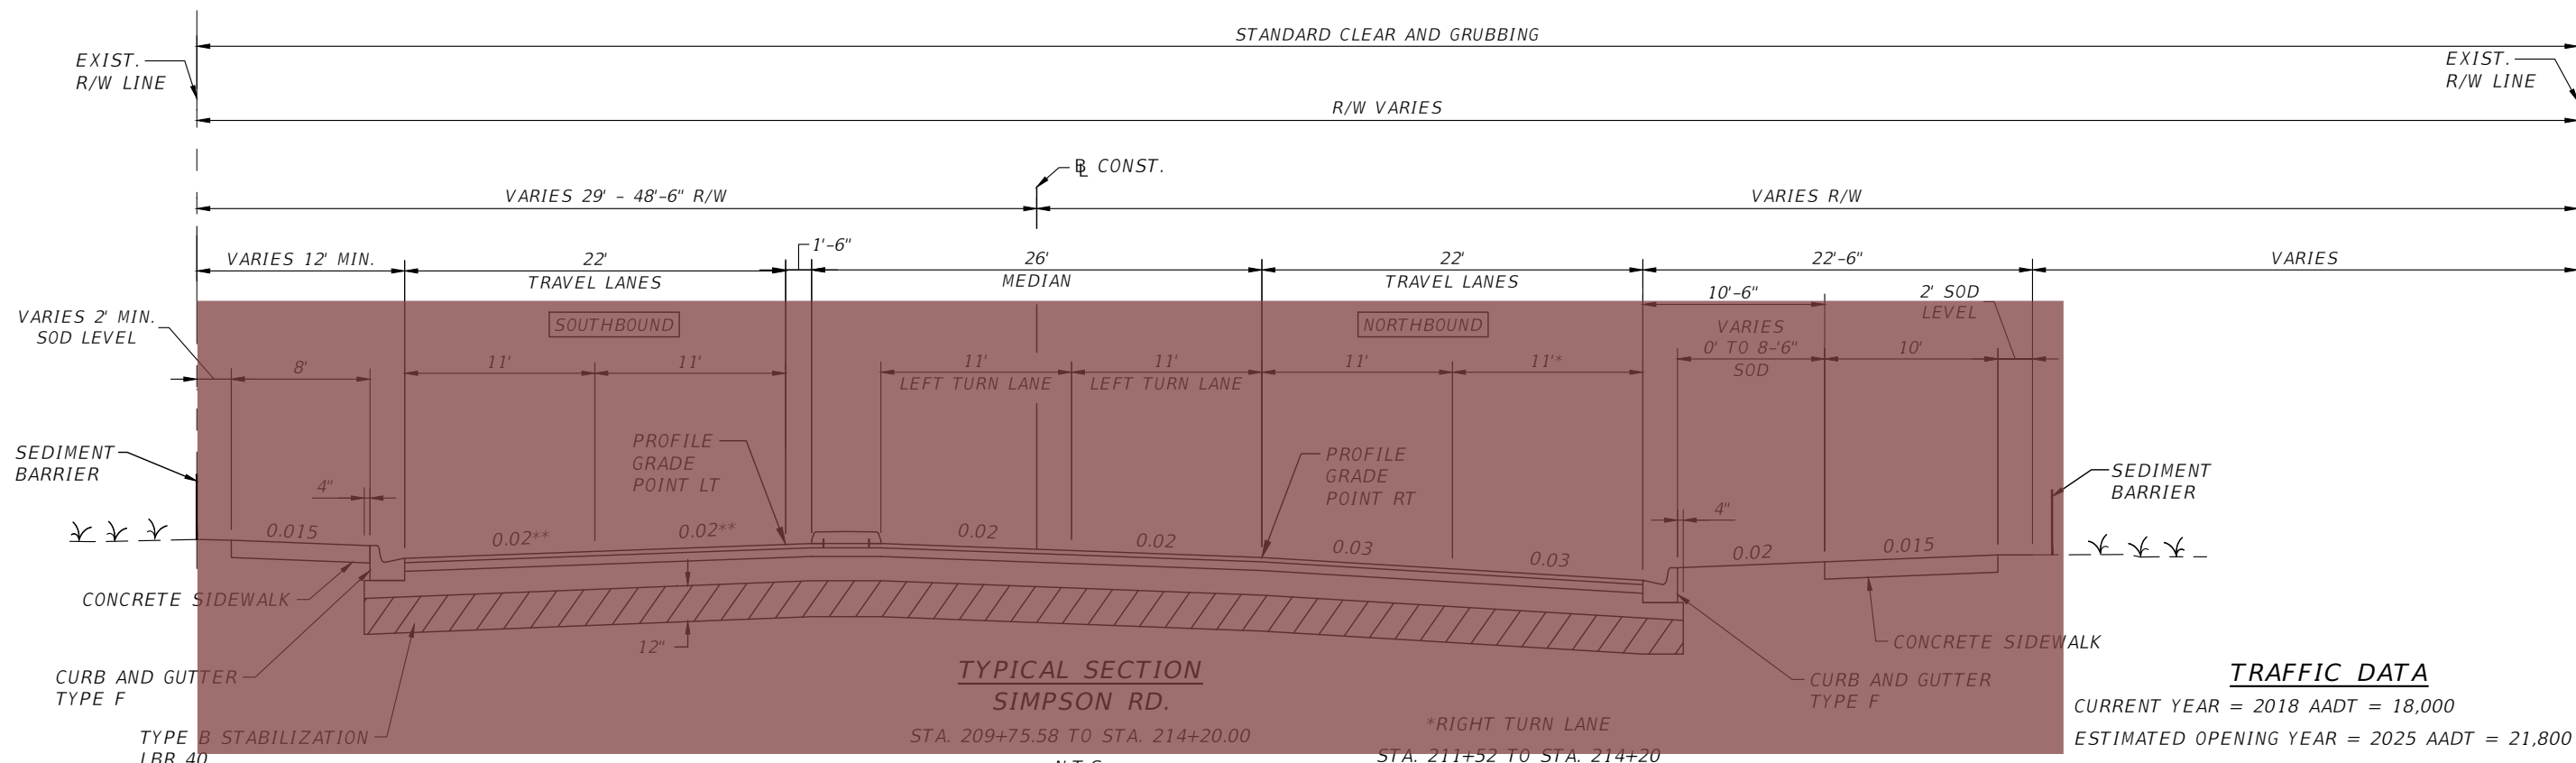 STANDARD CLEAR AND GRUBBING
EXIST.
R/W LINE
EXIST.
R/W LINE
R/W VARIES
BL CONST.
VARIES 29' - 48'-6" R/W
VARIES R/W
1'-6"
VARIES 12' MIN.
22'
26'
22'
22'-6"
VARIES
TRAVEL LANES
MEDIAN
TRAVEL LANES
10'-6"
2' SOD
LEVEL
VARIES 2' MIN.
SOD LEVEL
SOUTHBOUND
NORTHBOUND
VARIES
0' TO 8-'6"
SOD
10'
8'
11'
11'
11'
LEFT TURN LANE
11'
LEFT TURN LANE
11'
11'*
PROFILE
GRADE
POINT LT
PROFILE
GRADE
POINT RT
SEDIMENT
BARRIER
SEDIMENT
BARRIER
4"
4"
0.015
0.02**
0.02**
0.02
0.02
0.03
0.03
0.02
0.015
CONCRETE SIDEWALK
12"
CONCRETE SIDEWALK
CURB AND GUTTER
TYPE F
CURB AND GUTTER
TYPE F
TYPICAL SECTION
SIMPSON RD.
STA. 209+75.58 TO STA. 214+20.00
N.T.S.
*RIGHT TURN LANE
STA. 211+52 TO STA. 214+20
TYPE B STABILIZATION
LBR 40
TRAFFIC DATA
CURRENT YEAR = 2018 AADT = 18,000
ESTIMATED OPENING YEAR = 2025 AADT = 21,800